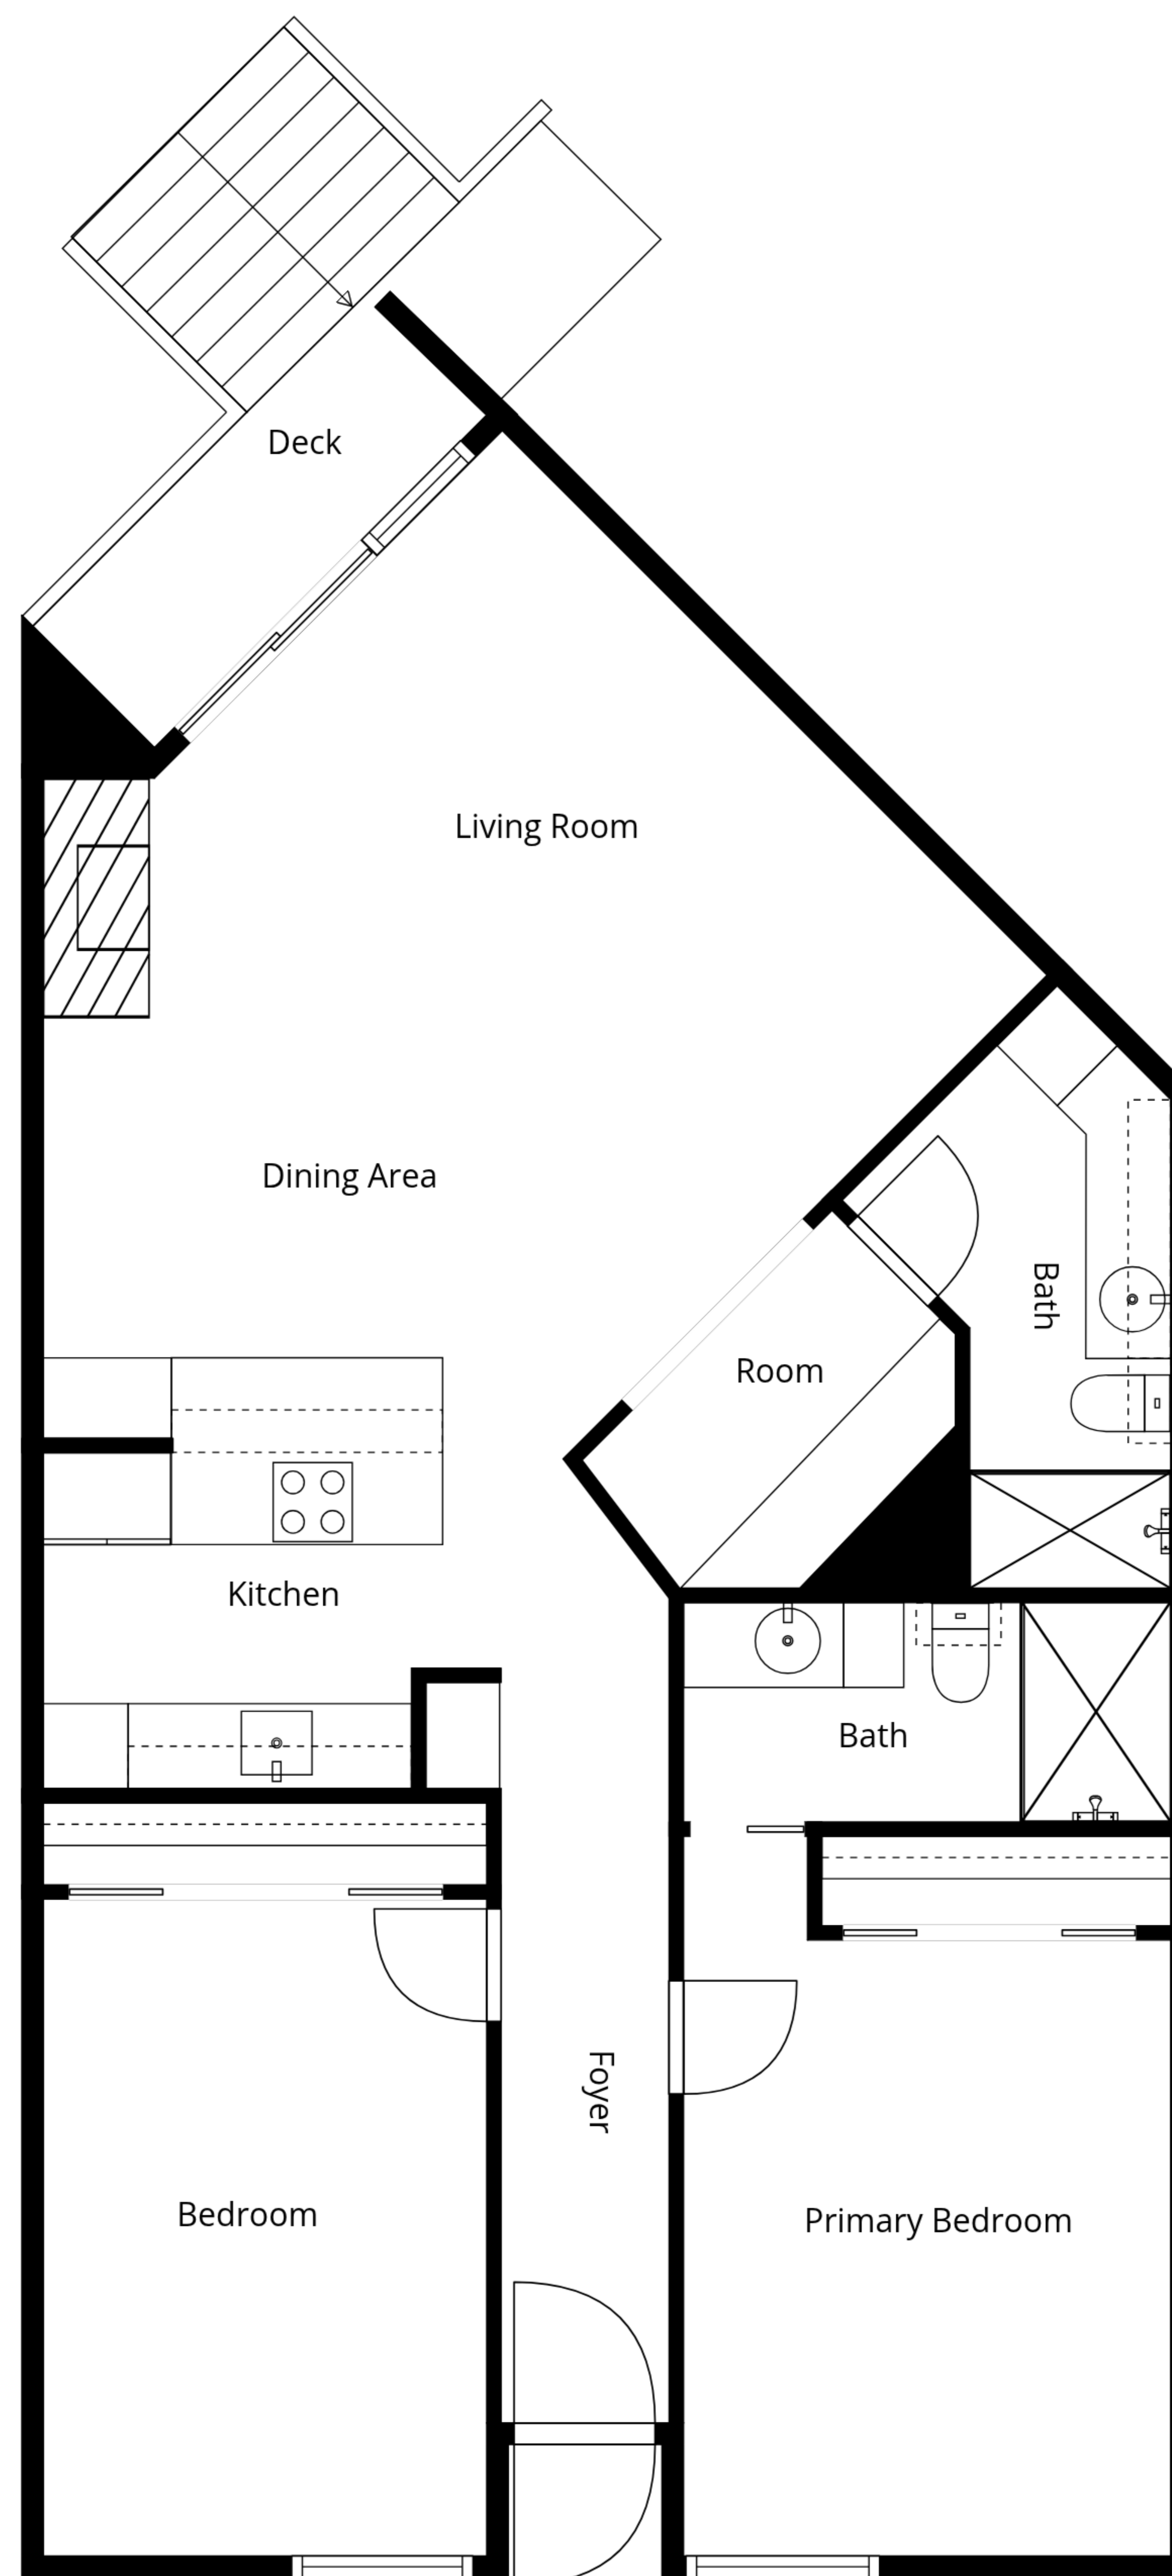 Deck
Living Room
Dining Area
Bath
Room
Kitchen
Bath
Foyer
Bedroom
Primary Bedroom